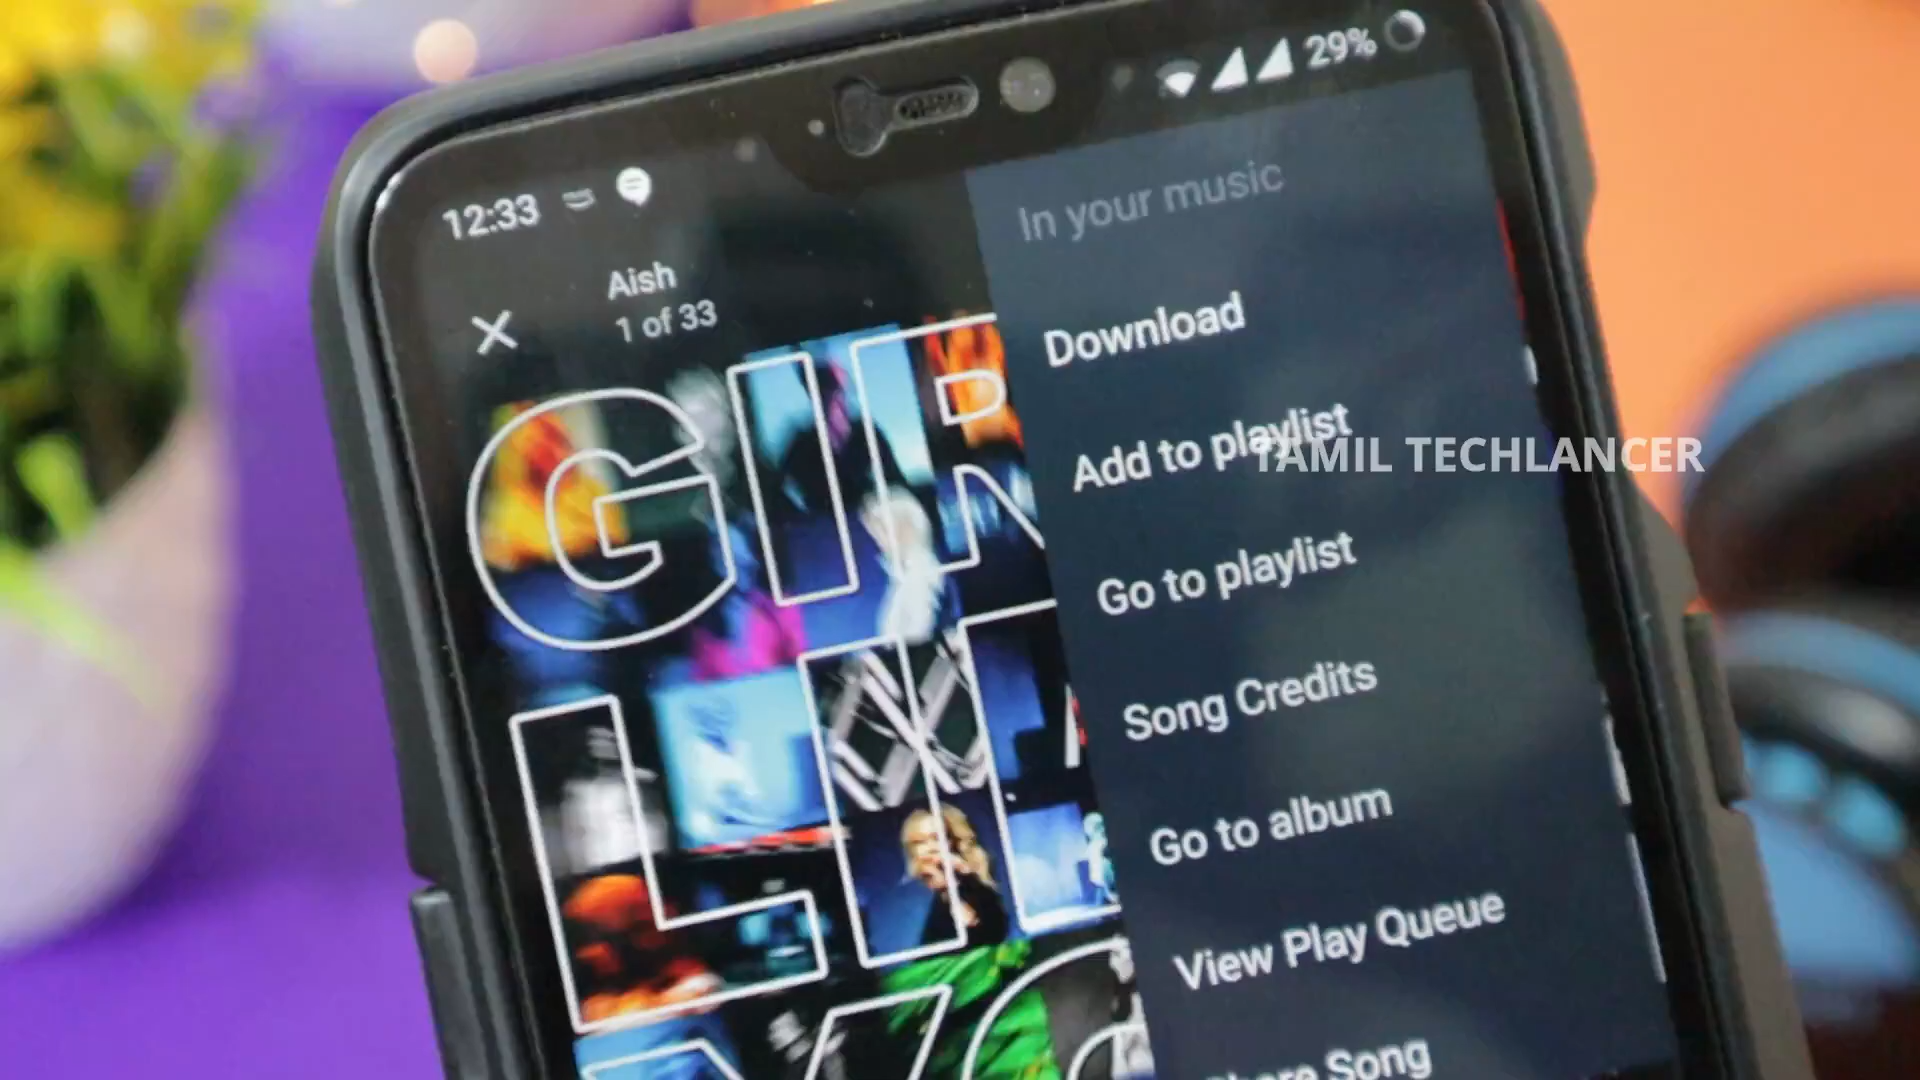 12:33
29%
Aish
1 of 33
In your music
Download
Add to playlist
TAMIL TECHLANCER
Go to playlist
Song Credits
Go to album
View Play Queue
Song
GIR